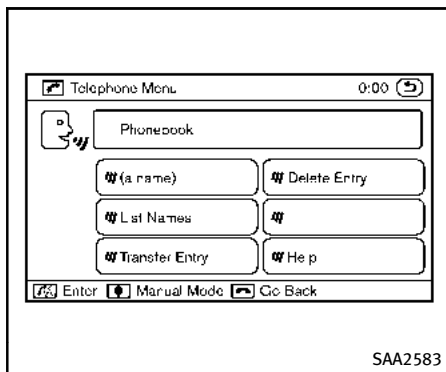 Telephone Menu 0:00
Phonebook
(a name) Delete Entry
List Names
Transfer Entry Help
Enter Manual Mode Go Back
SAA2583